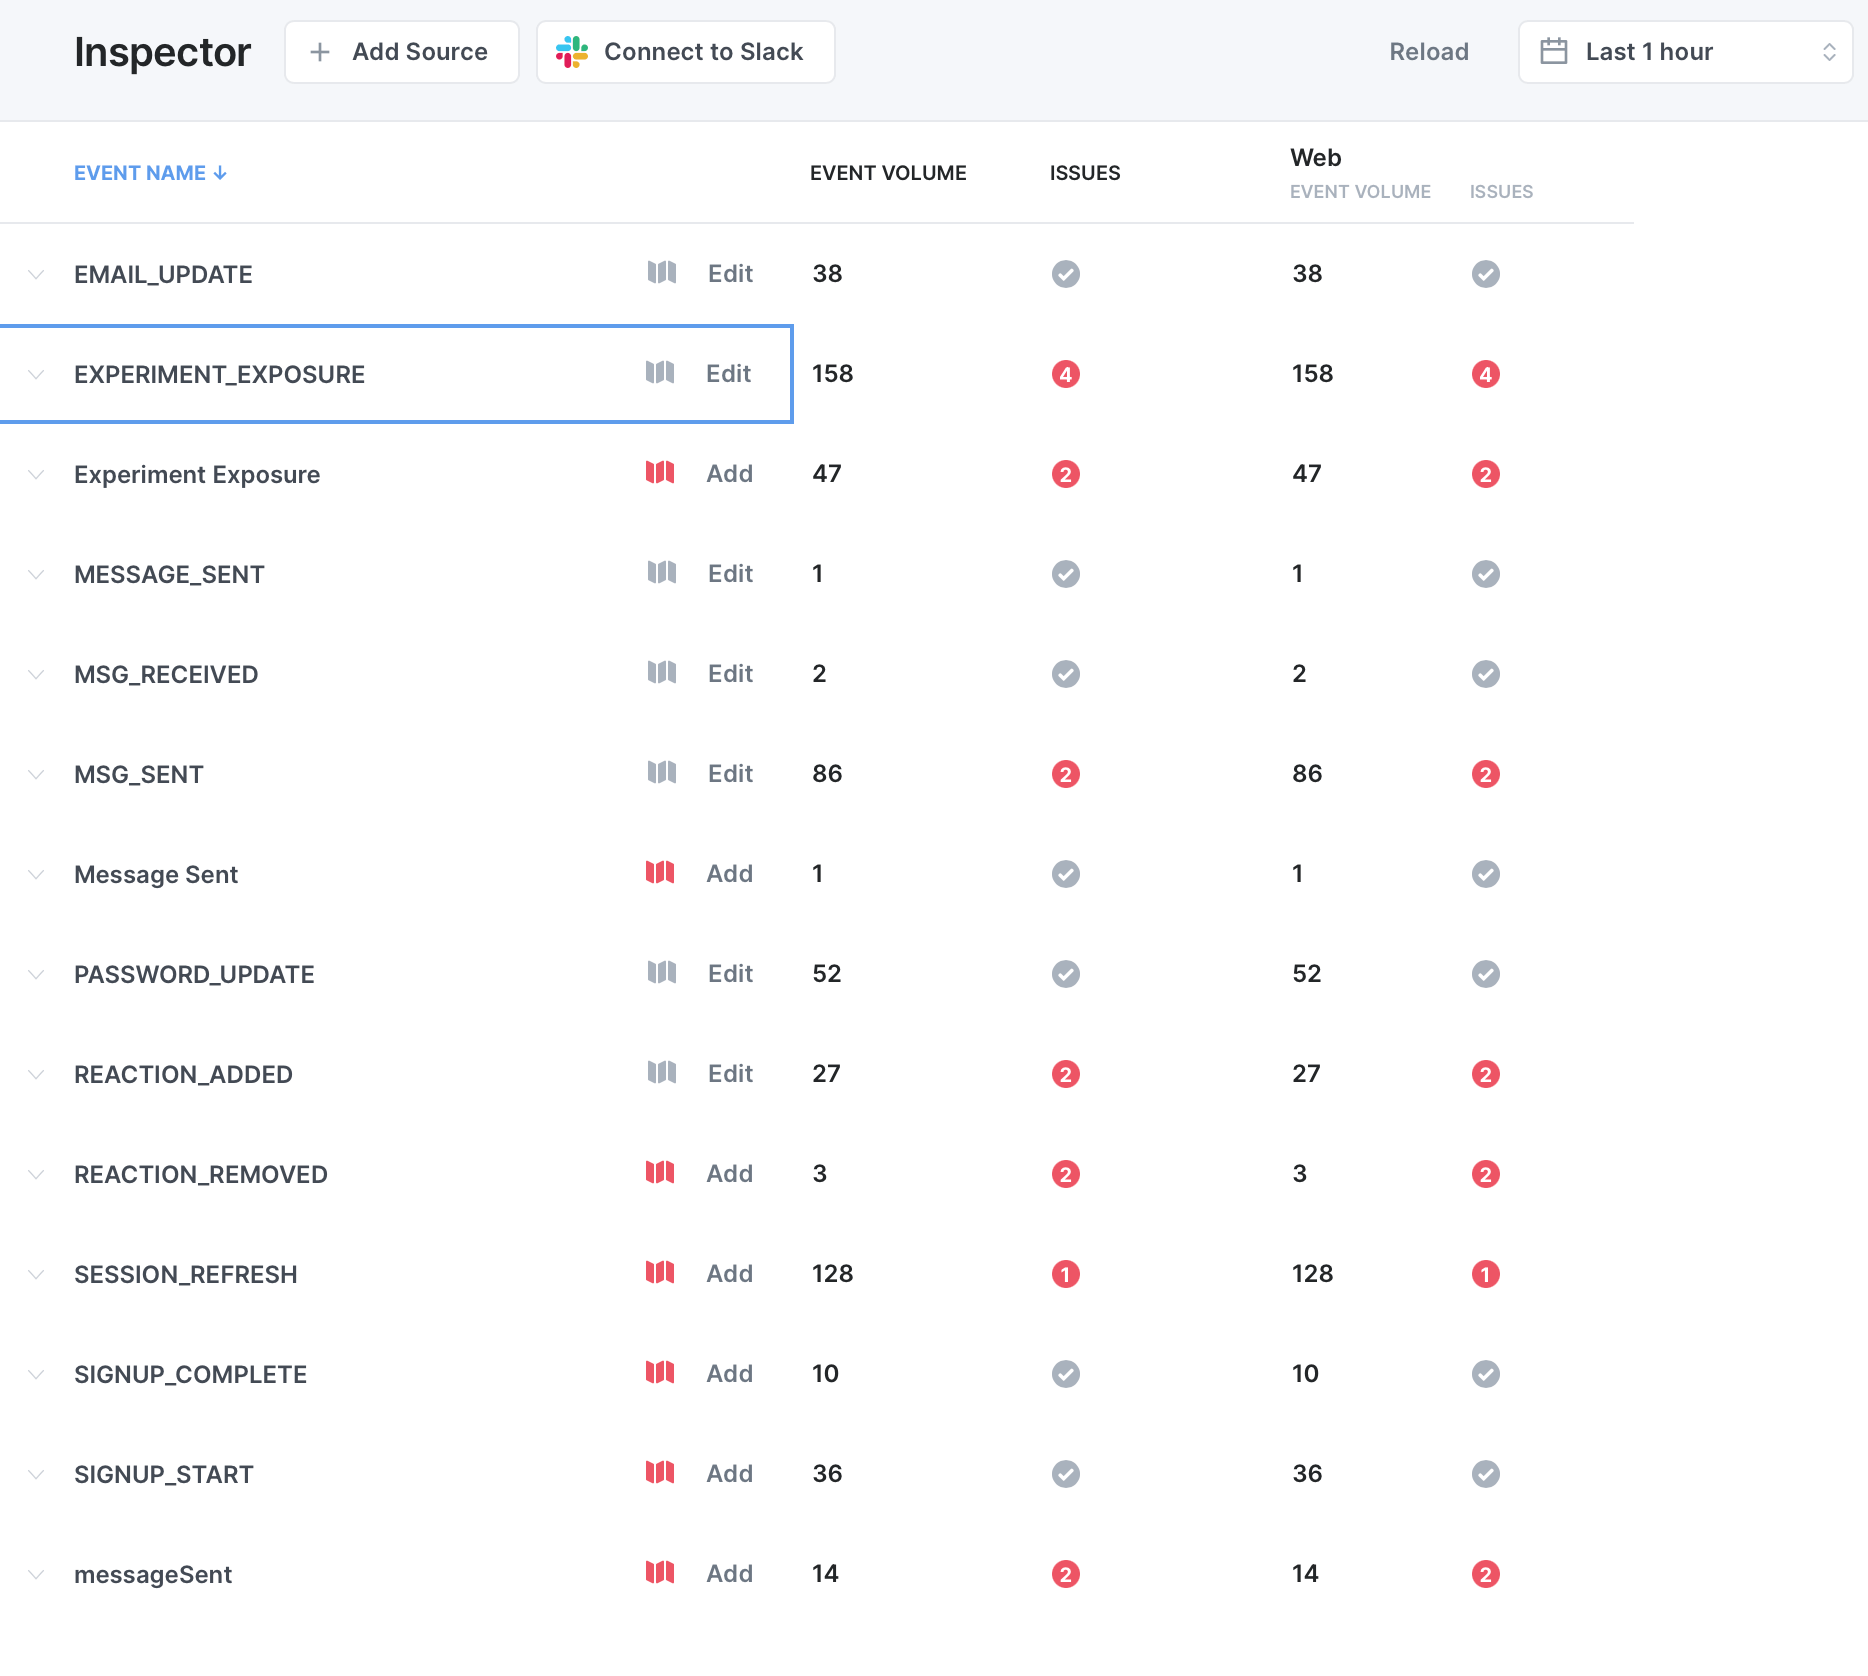 Inspector
Add Source
Connect to Slack
Reload
Last 1 hour
EVENT NAME ↓
EVENT VOLUME
ISSUES
Web
EVENT VOLUME ISSUES
EMAIL_UPDATE Edit 38 38
EXPERIMENT_EXPOSURE Edit 158 4 158 4
Experiment Exposure Add 47 2 47 2
MESSAGE_SENT Edit 1 1
MSG_RECEIVED Edit 2 2
MSG_SENT Edit 86 2 86 2
Message Sent Add 1 1
PASSWORD_UPDATE Edit 52 52
REACTION_ADDED Edit 27 2 27 2
REACTION_REMOVED Add 3 2 3 2
SESSION_REFRESH Add 128 1 128 1
SIGNUP_COMPLETE Add 10 10
SIGNUP_START Add 36 36
messageSent Add 14 2 14 2